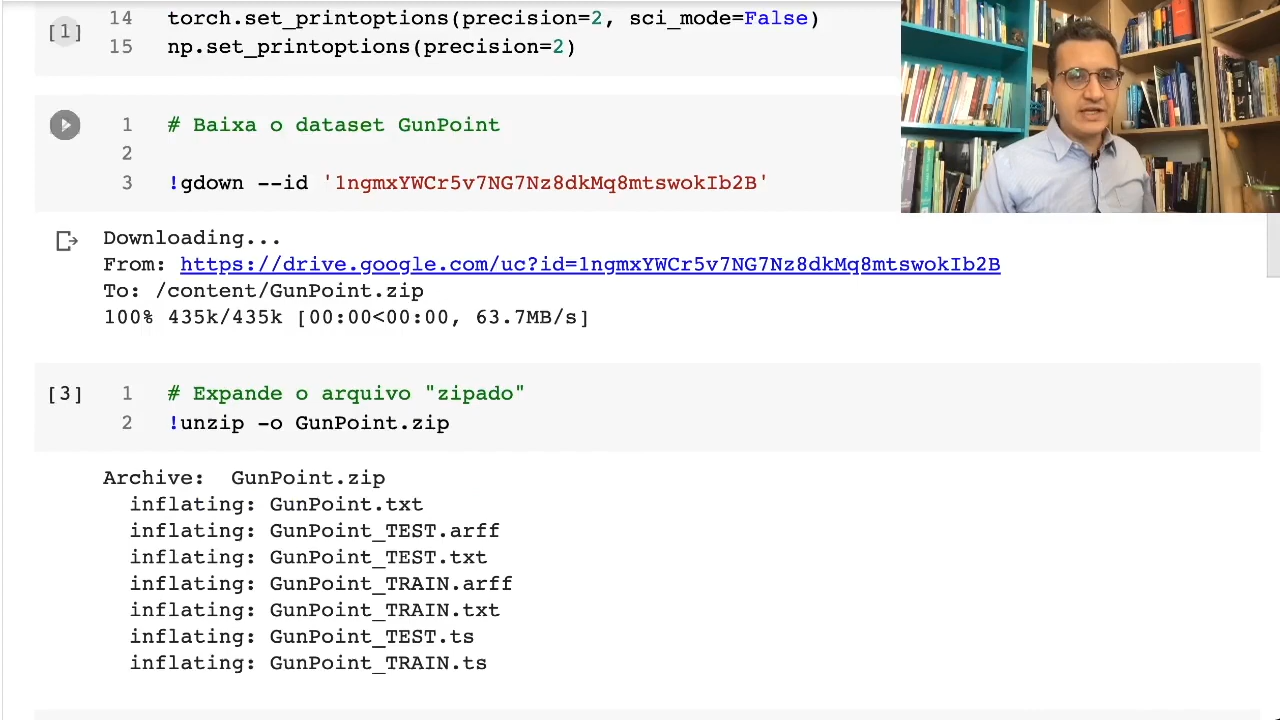 14 torch.set_printoptions(precision=2, sci_mode=False)
[1] 15 np.set_printoptions(precision=2)
1 # Baixa o dataset GunPoint
2
3 !gdown --id '1ngmxYWCr5v7NG7Nz8dkMq8mtswokIb2B'
Downloading...
From: https://drive.google.com/uc?id=1ngmxYWCr5v7NG7Nz8dkMq8mtswokIb2B
To: /content/GunPoint.zip
100% 435k/435k [00:00<00:00, 63.7MB/s]
[3] 1 # Expande o arquivo "zipado"
2 !unzip -o GunPoint.zip
Archive: GunPoint.zip
inflating: GunPoint.txt
inflating: GunPoint_TEST.arff
inflating: GunPoint_TEST.txt
inflating: GunPoint_TRAIN.arff
inflating: GunPoint_TRAIN.txt
inflating: GunPoint_TEST.ts
inflating: GunPoint_TRAIN.ts